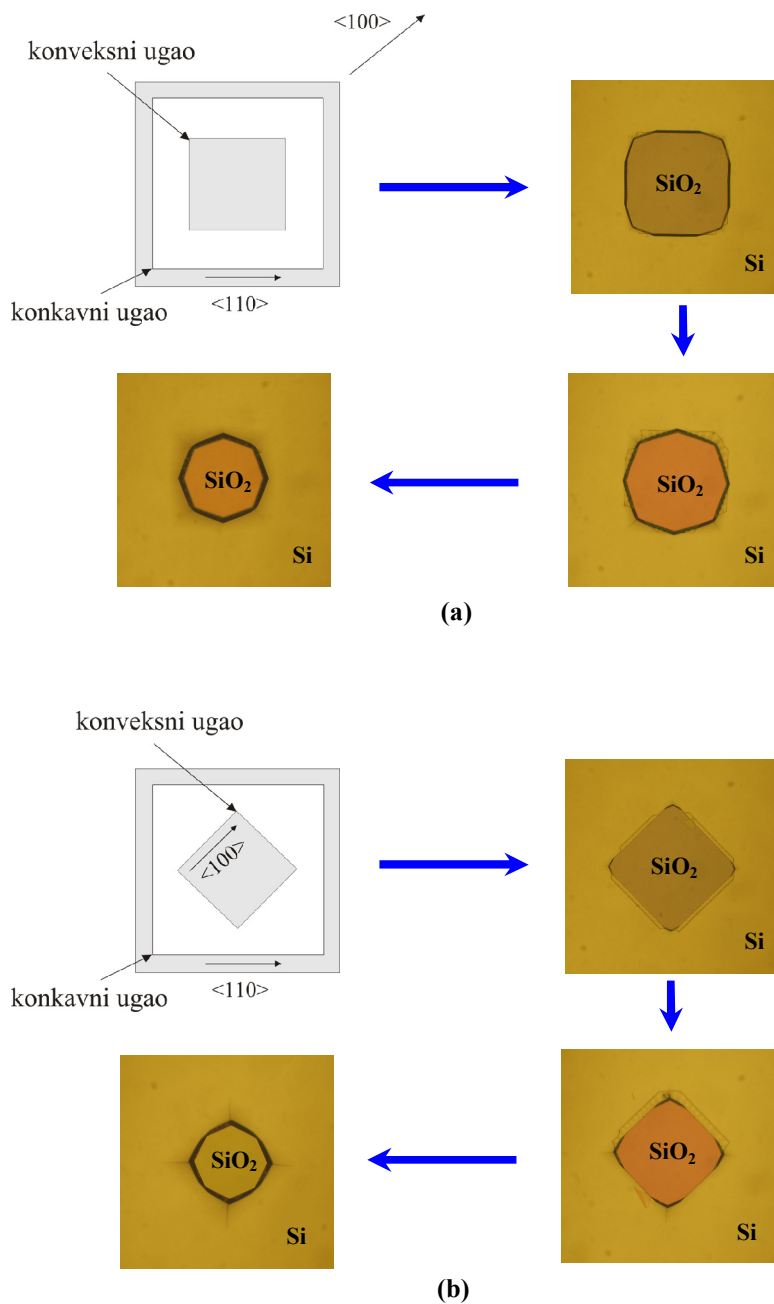 <100>
konveksni ugao
SiO₂
Si
konkavni ugao
<110>
SiO₂
Si
SiO₂
Si
(a)
konveksni ugao
<100>
SiO₂
Si
konkavni ugao
<110>
SiO₂
Si
SiO₂
Si
(b)